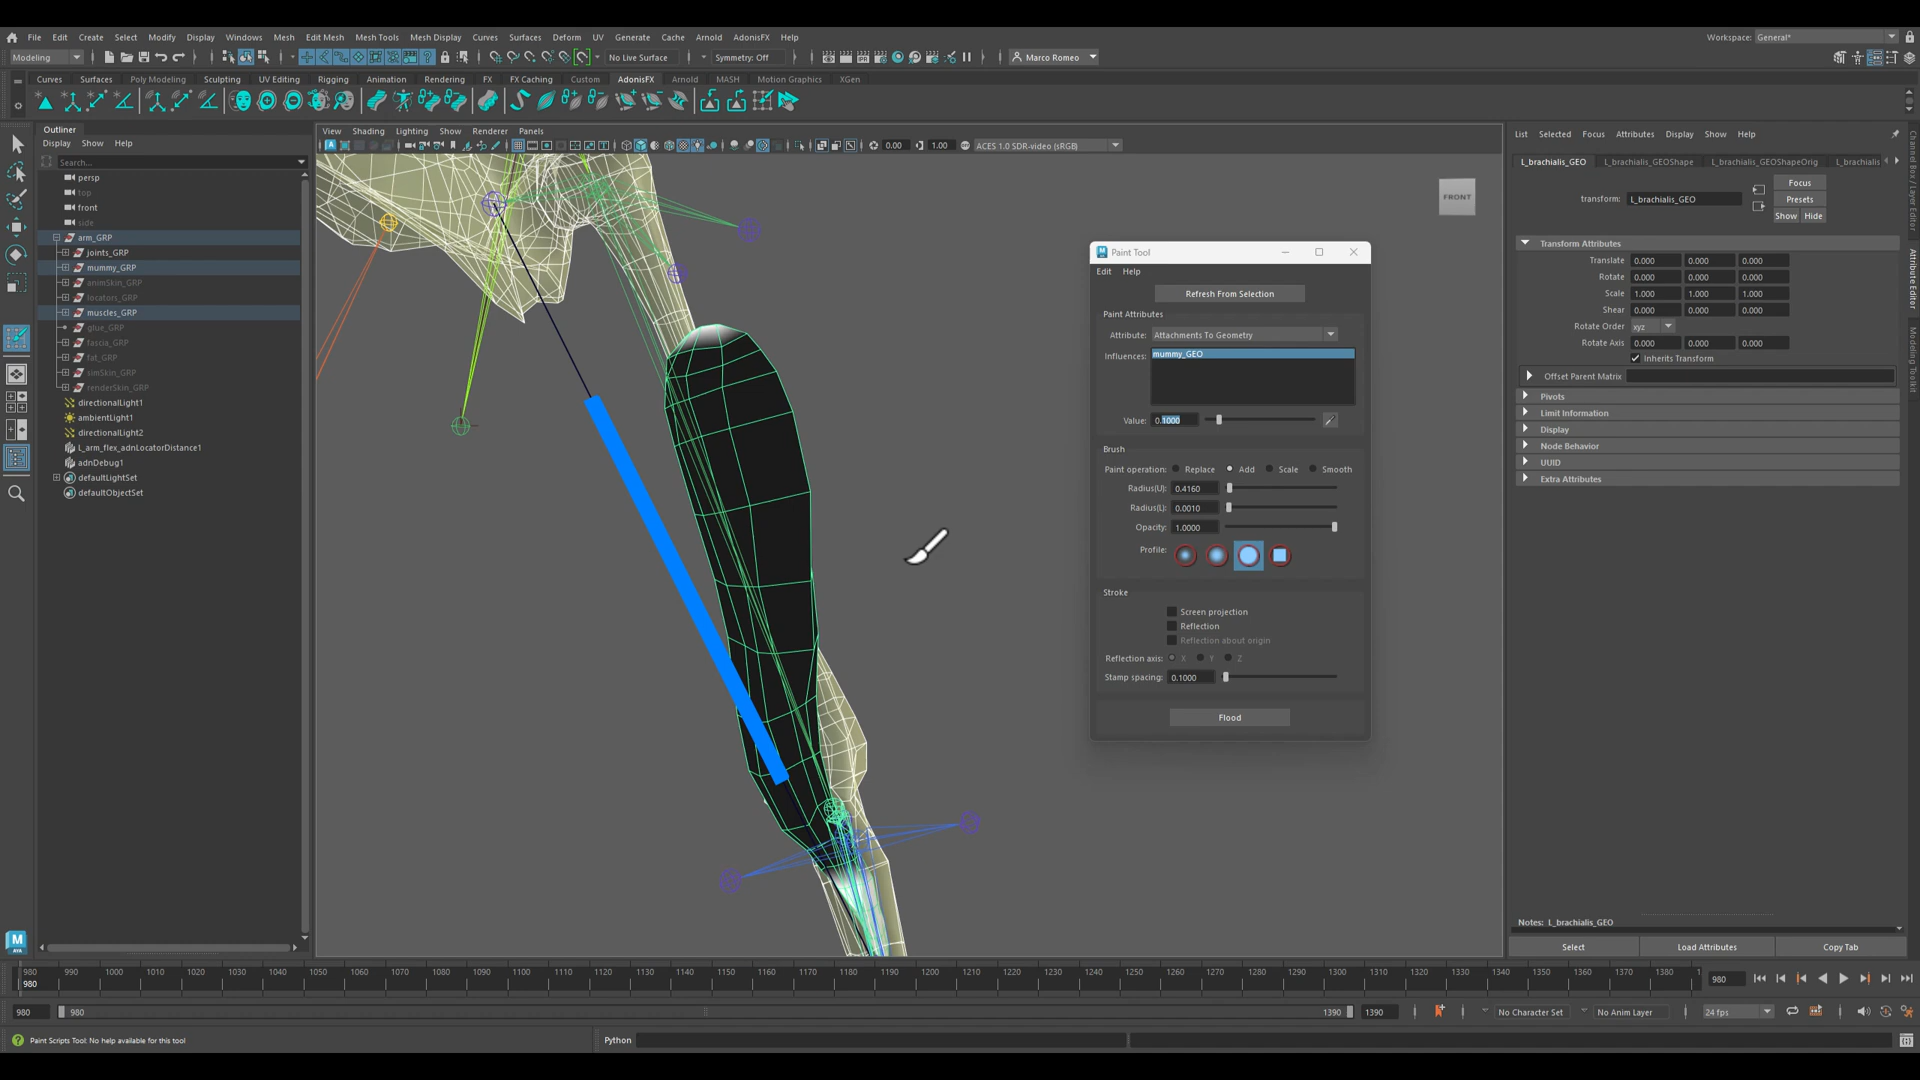 File Edit Create Select Modify Display Windows Mesh Edit Mesh Mesh Tools Mesh Display Curves Surfaces Deform UV Generate Cache Arnold AdonisFX Help
Workspace: General*
Modeling
No Live Surface
Symmetry: Off
Marco Romeo
Curves Surfaces Poly Modeling Sculpting UV Editing Rigging Animation Rendering FX FX Caching Custom AdonisFX Arnold MASH Motion Graphics XGen
Outliner
Display Show Help
Search...
persp
top
front
side
arm_GRP
joints_GRP
mummy_GRP
animSkin_GRP
locators_GRP
muscles_GRP
glue_GRP
fascia_GRP
fat_GRP
simSkin_GRP
renderSkin_GRP
directionalLight1
ambientLight1
directionalLight2
L_arm_flex_adnLocatorDistance1
adnDebug1
defaultLightSet
defaultObjectSet
View Shading Lighting Show Renderer Panels
0.00 1.00 ACES 1.0 SDR-video (sRGB)
FRONT
Paint Tool
Edit Help
Refresh From Selection
Paint Attributes
Attribute: Attachments To Geometry
Influences: mummy_GEO
Value: 0.1000
Brush
Paint operation: Replace Add Scale Smooth
Radius(U): 0.4160
Radius(L): 0.0010
Opacity: 1.0000
Profile:
Stroke
Screen projection
Reflection
Reflection about origin
Reflection axis: X Y Z
Stamp spacing: 0.1000
Flood
List Selected Focus Attributes Display Show Help
L_brachialis_GEO L_brachialis_GEOShape L_brachialis_GEOShapeOrig L_brachialis
transform: L_brachialis_GEO
Focus
Presets
Show Hide
Transform Attributes
Translate 0.000 0.000 0.000
Rotate 0.000 0.000 0.000
Scale 1.000 1.000 1.000
Shear 0.000 0.000 0.000
Rotate Order xyz
Rotate Axis 0.000 0.000 0.000
Inherits Transform
Offset Parent Matrix
Pivots
Limit Information
Display
Node Behavior
UUID
Extra Attributes
Notes: L_brachialis_GEO
Select Load Attributes Copy Tab
Channel Box / Layer Editor
Attribute Editor
Modeling Toolkit
980 990 1000 1010 1020 1030 1040 1050 1060 1070 1080 1090 1100 1110 1120 1130 1140 1150 1160 1170 1180 1190 1200 1210 1220 1230 1240 1250 1260 1270 1280 1290 1300 1310 1320 1330 1340 1350 1360 1370 1380 1
980
980
980 980 1390 1390
No Character Set
No Anim Layer
24 fps
Paint Scripts Tool: No help available for this tool
Python
M